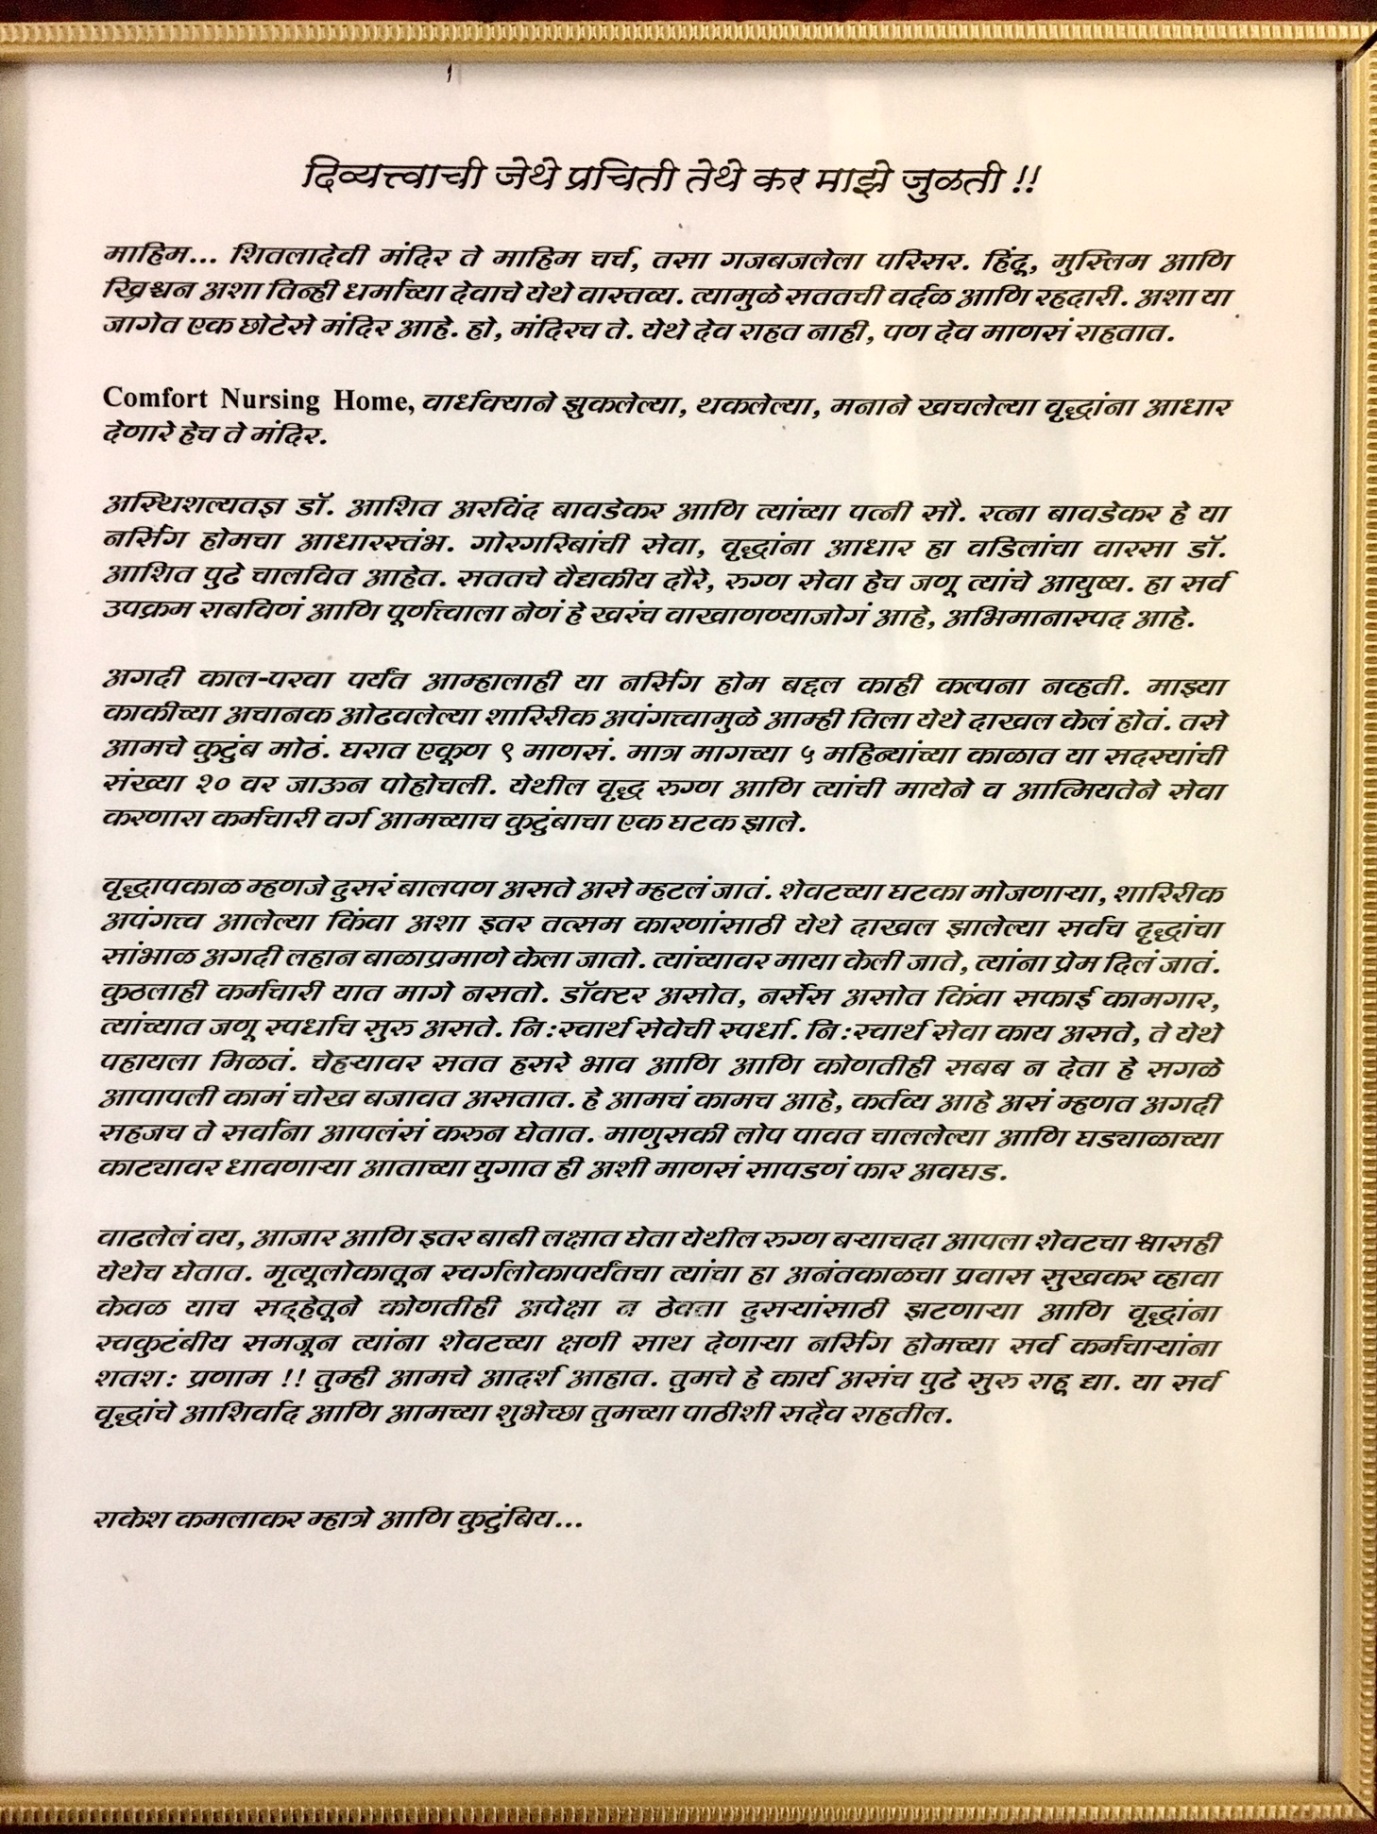 दिव्यत्त्वाची जेथे प्रचिती तेथे कर माझे जुळती !!
माहिम... शितलादेवी मंदिर ते माहिम चर्च, तसा गजबजलेला परिसर. हिंदू, मुस्लिम आणि
ख्रिश्चन अशा तिन्ही धर्मांच्या देवाचे येथे वास्तव्य. त्यामुळे सततची वर्दळ आणि रहदारी. अशा या
जागेत एक छोटेसे मंदिर आहे. हो, मंदिरच ते. येथे देव राहत नाही, पण देव माणसं राहतात.
Comfort Nursing Home, वार्धक्याने झुकलेल्या, थकलेल्या, मनाने खचलेल्या वृद्धांना आधार
देणारे हेच ते मंदिर.
अस्थिशल्यतज्ञ डॉ. आशित अरविंद बावडेकर आणि त्यांच्या पत्नी सौ. रत्ना बावडेकर हे या
नर्सिंग होमचा आधारस्तंभ. गोरगरिबांची सेवा, वृद्धांना आधार हा वडिलांचा वारसा डॉ.
आशित पुढे चालवित आहेत. सततचे वैद्यकीय दौरे, रुग्ण सेवा हेच जणू त्यांचे आयुष्य. हा सर्व
उपक्रम राबविणं आणि पूर्णत्त्वाला नेणं हे खरंच वाखाणण्याजोगं आहे, अभिमानास्पद आहे.
अगदी काल-परवा पर्यंत आम्हालाही या नर्सिंग होम बद्दल काही कल्पना नव्हती. माझ्या
काकीच्या अचानक ओढवलेल्या शारिरीक अपंगत्त्वामुळे आम्ही तिला येथे दाखल केलं होतं. तसे
आमचे कुटुंब मोठं. घरात एकूण ९ माणसं. मात्र मागच्या ५ महिन्यांच्या काळात या सदस्यांची
संख्या २० वर जाऊन पोहोचली. येथील वृद्ध रुग्ण आणि त्यांची मायेने व आत्मियतेने सेवा
करणारा कर्मचारी वर्ग आमच्याच कुटुंबाचा एक घटक झाले.
वृद्धापकाळ म्हणजे दुसरं बालपण असते असे म्हटलं जातं. शेवटच्या घटका मोजणाऱ्या, शारिरीक
अपंगत्त्व आलेल्या किंवा अशा इतर तत्सम कारणांसाठी येथे दाखल झालेल्या सर्वच वृद्धांचा
सांभाळ अगदी लहान बाळाप्रमाणे केला जातो. त्यांच्यावर माया केली जाते, त्यांना प्रेम दिलं जातं.
कुठलाही कर्मचारी यात मागे नसतो. डॉक्टर असोत, नर्सेस असोत किंवा सफाई कामगार,
त्यांच्यात जणू स्पर्धाच सुरु असते. नि:स्वार्थ सेवेची स्पर्धा. नि:स्वार्थ सेवा काय असते, ते येथे
पहायला मिळतं. चेहऱ्यावर सतत हसरे भाव आणि आणि कोणतीही सबब न देता हे सगळे
आपापली कामं चोख बजावत असतात. हे आमचं कामच आहे, कर्तव्य आहे असं म्हणत अगदी
सहजच ते सर्वांना आपलंसं करुन घेतात. माणुसकी लोप पावत चाललेल्या आणि घड्याळाच्या
काट्यावर धावणाऱ्या आताच्या युगात ही अशी माणसं सापडणं फार अवघड.
वाढलेलं वय, आजार आणि इतर बाबी लक्षात घेता येथील रुग्ण बऱ्याचदा आपला शेवटचा श्वासही
येथेच घेतात. मृत्यूलोकातून स्वर्गलोकापर्यंतचा त्यांचा हा अनंतकाळचा प्रवास सुखकर व्हावा
केवळ याच सद्हेतूने कोणतीही अपेक्षा न ठेवता दुसऱ्यांसाठी झटणाऱ्या आणि वृद्धांना
स्वकुटंबीय समजून त्यांना शेवटच्या क्षणी साथ देणाऱ्या नर्सिंग होमच्या सर्व कर्मचाऱ्यांना
शतश: प्रणाम !! तुम्ही आमचे आदर्श आहात. तुमचे हे कार्य असंच पुढे सुरु राहू द्या. या सर्व
वृद्धांचे आशिर्वाद आणि आमच्या शुभेच्छा तुमच्या पाठीशी सदैव राहतील.
राकेश कमलाकर म्हात्रे आणि कुटुंबिय...